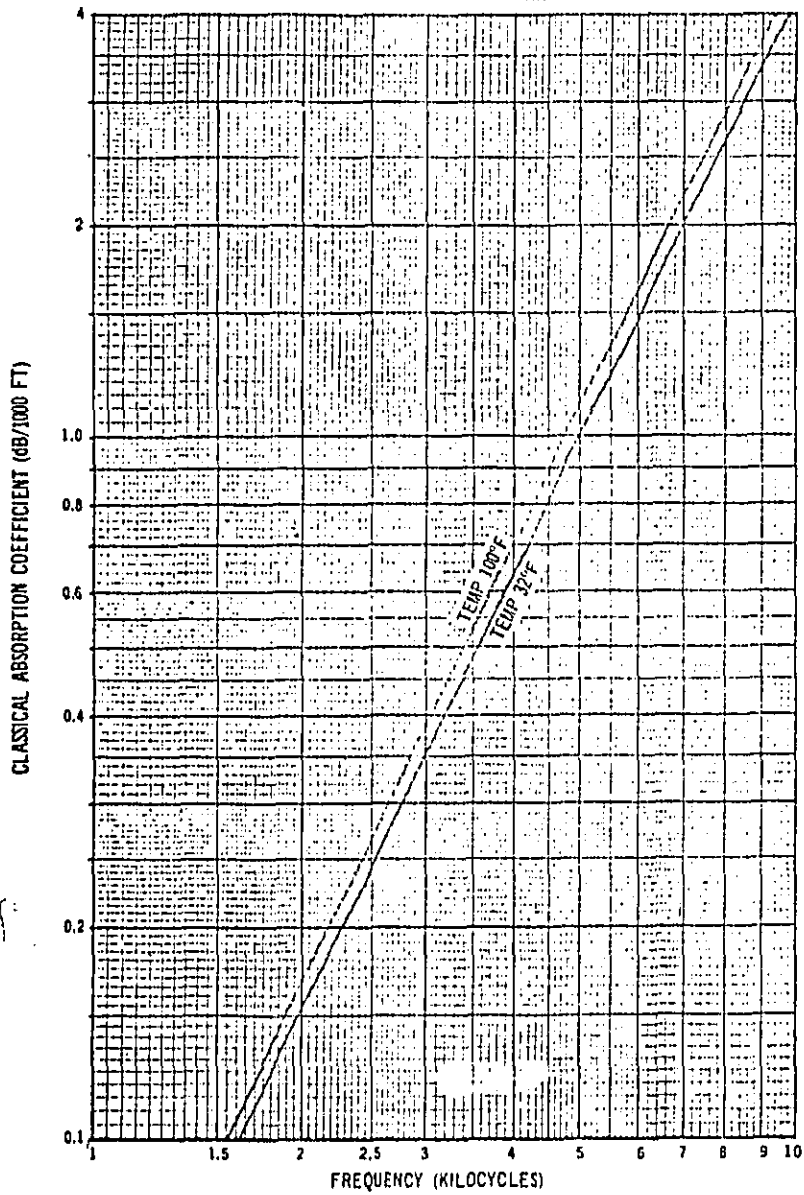 4
2
1.0
0.8
0.6
0.4
0.2
0.1
CLASSICAL ABSORPTION COEFFICIENT (dB/1000 FT)
TEMP 100°F
TEMP 32°F
1 1.5 2 2.5 3 4 5 6 7 8 9 10
FREQUENCY (KILOCYCLES)